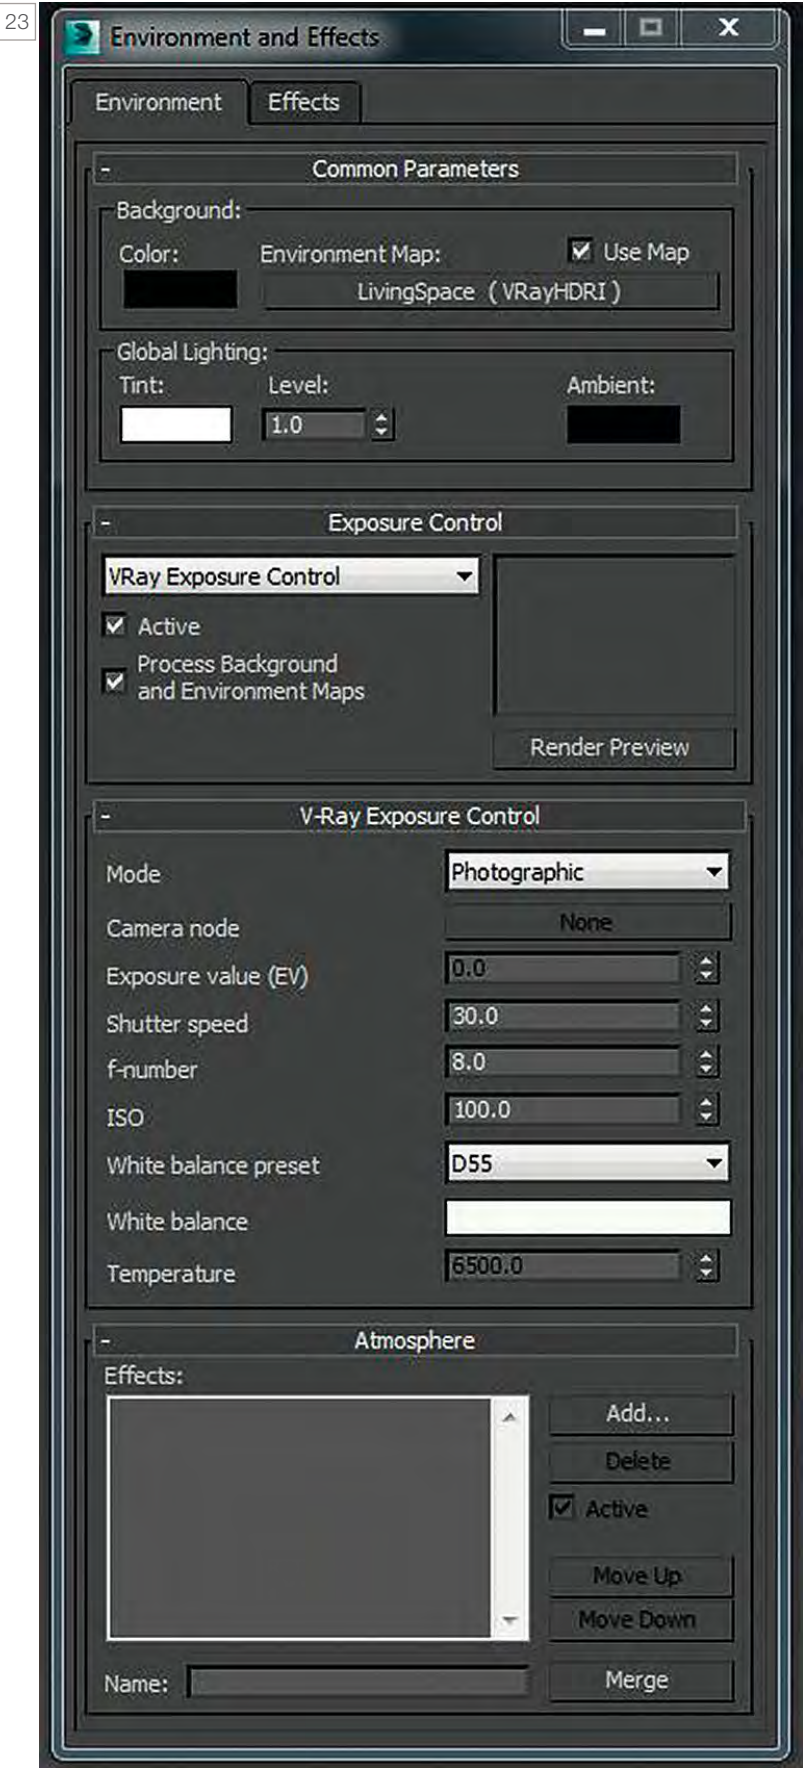 23
Environment and Effects
Environment Effects
- Common Parameters
Background:
Color: Environment Map: Use Map
LivingSpace ( VRayHDRI )
Global Lighting:
Tint: Level: Ambient:
1.0
- Exposure Control
VRay Exposure Control
Active
Process Background
and Environment Maps
Render Preview
- V-Ray Exposure Control
Mode Photographic
Camera node None
Exposure value (EV) 0.0
Shutter speed 30.0
f-number 8.0
ISO 100.0
White balance preset D55
White balance
Temperature 6500.0
- Atmosphere
Effects:
Add...
Delete
Active
Move Up
Move Down
Name: Merge